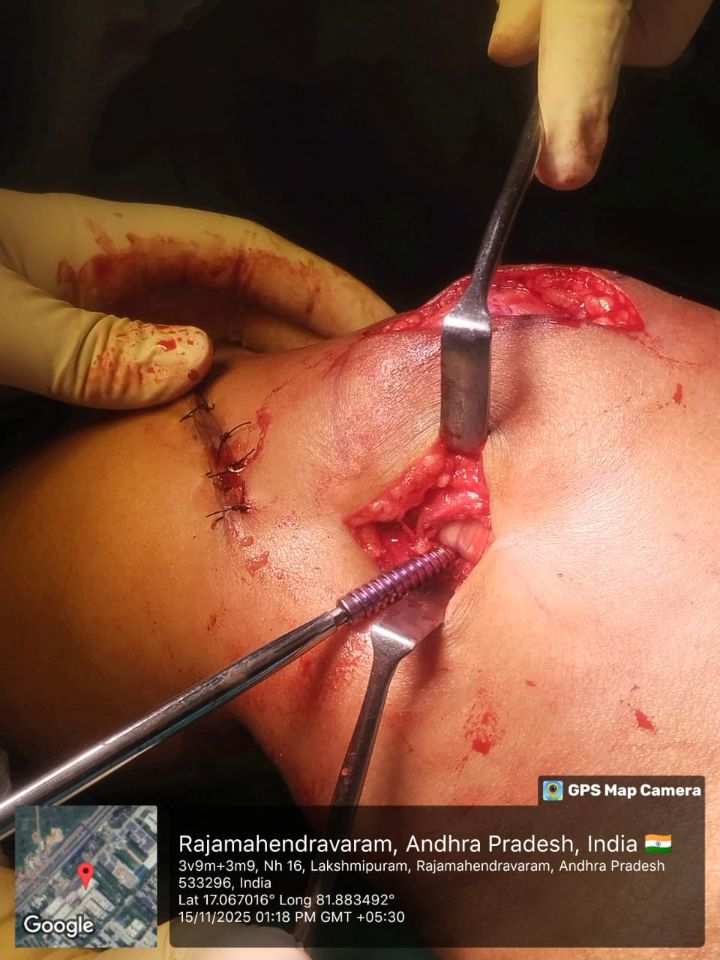 GPS Map Camera
Rajamahendravaram, Andhra Pradesh, India 🇮🇳
3v9m+3m9, Nh 16, Lakshmipuram, Rajamahendravaram, Andhra Pradesh
533296, India
Lat 17.067016° Long 81.883492°
15/11/2025 01:18 PM GMT +05:30
Google